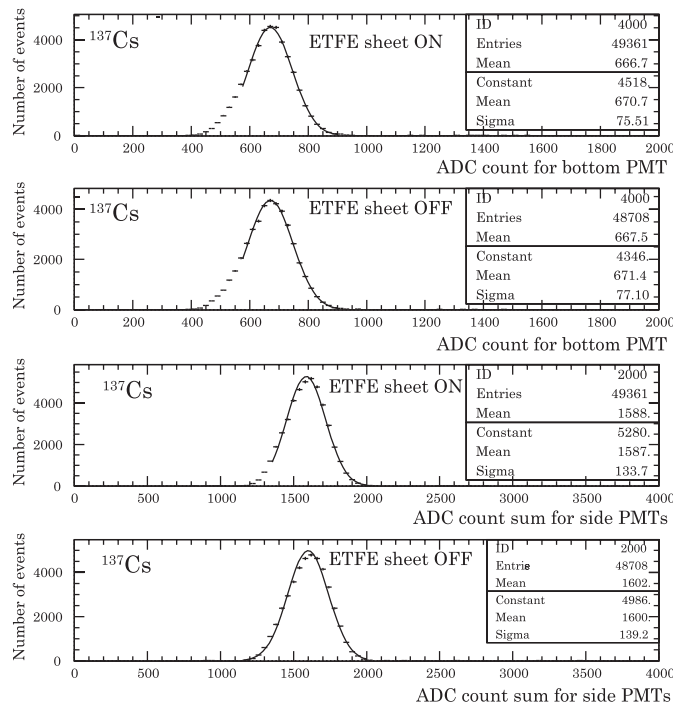 Number of events
4000
2000
0
137Cs
ETFE sheet ON
ID 4000
Entries 49361
Mean 666.7
Constant 4518.
Mean 670.7
Sigma 75.51
0 200 400 600 800 1000 1200 1400 1600 1800 2000
ADC count for bottom PMT
Number of events
4000
2000
0
137Cs
ETFE sheet OFF
ID 4000
Entries 48708
Mean 667.5
Constant 4346.
Mean 671.4
Sigma 77.10
0 200 400 600 800 1000 1200 1400 1600 1800 2000
ADC count for bottom PMT
Number of events
4000
2000
0
137Cs
ETFE sheet ON
ID 2000
Entries 49361
Mean 1588.
Constant 5280.
Mean 1587.
Sigma 133.7
0 500 1000 1500 2000 2500 3000 3500 4000
ADC count sum for side PMTs
Number of events
4000
2000
0
137Cs
ETFE sheet OFF
ID 2000
Entries 48708
Mean 1602.
Constant 4986.
Mean 1600.
Sigma 139.2
0 500 1000 1500 2000 2500 3000 3500 4000
ADC count sum for side PMTs